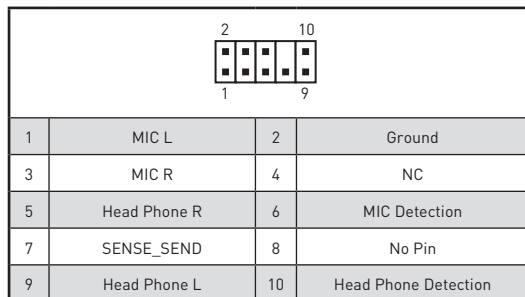 2 10
1 9
1 MIC L 2 Ground
3 MIC R 4 NC
5 Head Phone R 6 MIC Detection
7 SENSE_SEND 8 No Pin
9 Head Phone L 10 Head Phone Detection